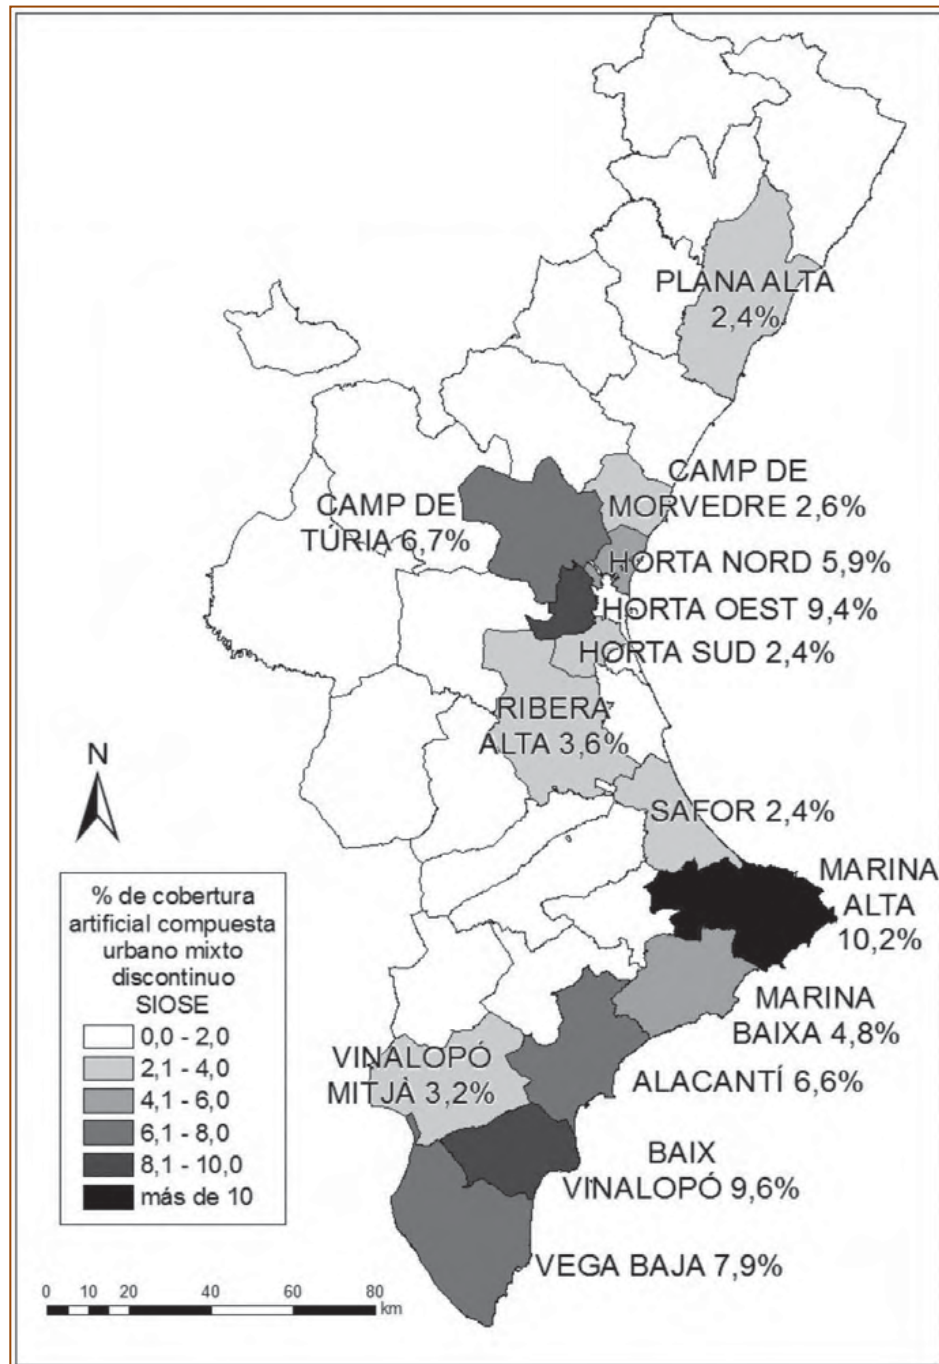 PLANA ALTA
2,4%
CAMP DE
MORVEDRE 2,6%
CAMP DE
TÚRIA 6,7%
HORTA NORD 5,9%
HORTA OEST 9,4%
HORTA SUD 2,4%
RIBERA
ALTA 3,6%
N
SAFOR 2,4%
MARINA
ALTA
10,2%
% de cobertura
artificial compuesta
urbano mixto
discontinuo
SIOSE
0,0 - 2,0
2,1 - 4,0
4,1 - 6,0
6,1 - 8,0
8,1 - 10,0
más de 10
MARINA
BAIXA 4,8%
VINALOPÓ
MITJÀ 3,2%
ALACANTÍ 6,6%
BAIX
VINALOPÓ 9,6%
VEGA BAJA 7,9%
0 10 20 40 60 80
km